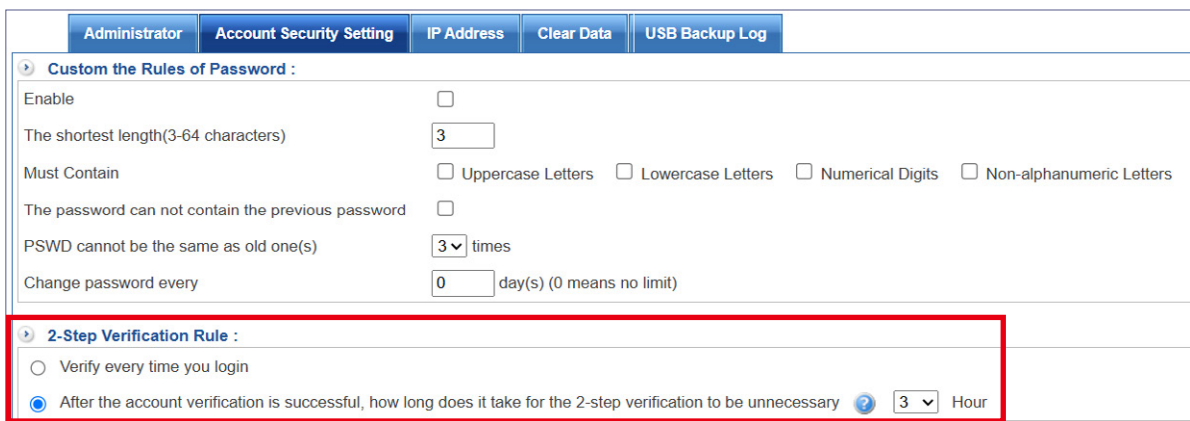 Administrator Account Security Setting IP Address Clear Data USB Backup Log
Custom the Rules of Password :
Enable
The shortest length(3-64 characters) 3
Must Contain Uppercase Letters Lowercase Letters Numerical Digits Non-alphanumeric Letters
The password can not contain the previous password
PSWD cannot be the same as old one(s) 3 times
Change password every 0 day(s) (0 means no limit)
2-Step Verification Rule :
Verify every time you login
After the account verification is successful, how long does it take for the 2-step verification to be unnecessary ? 3 Hour